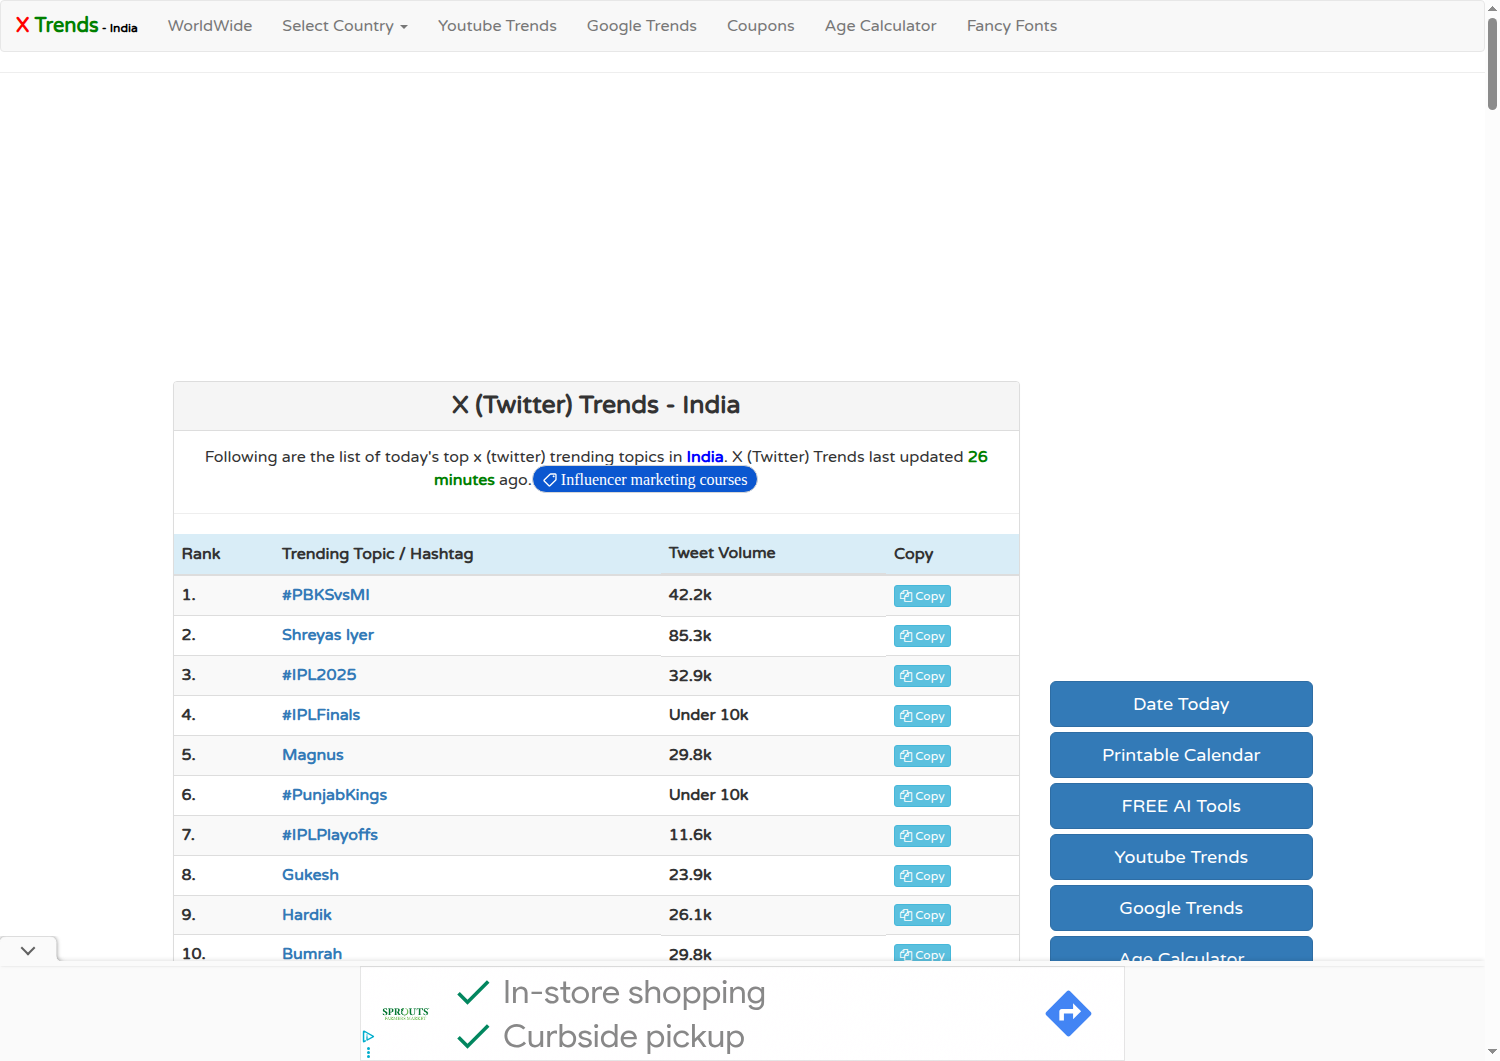 X Trends - India WorldWide Select Country Youtube Trends Google Trends Coupons Age Calculator Fancy Fonts
X (Twitter) Trends - India
Following are the list of today's top x (twitter) trending topics in India. X (Twitter) Trends last updated 26
minutes ago. Influencer marketing courses
Rank Trending Topic / Hashtag Tweet Volume Copy
1. #PBKSvsMI 42.2k Copy
2. Shreyas Iyer 85.3k Copy
3. #IPL2025 32.9k Copy
4. #IPLFinals Under 10k Copy
5. Magnus 29.8k Copy
6. #PunjabKings Under 10k Copy
7. #IPLPlayoffs 11.6k Copy
8. Gukesh 23.9k Copy
9. Hardik 26.1k Copy
10. Bumrah 29.8k Copy
Date Today
Printable Calendar
FREE AI Tools
Youtube Trends
Google Trends
Age Calculator
SPROUTS
FARMERS MARKET
In-store shopping
Curbside pickup